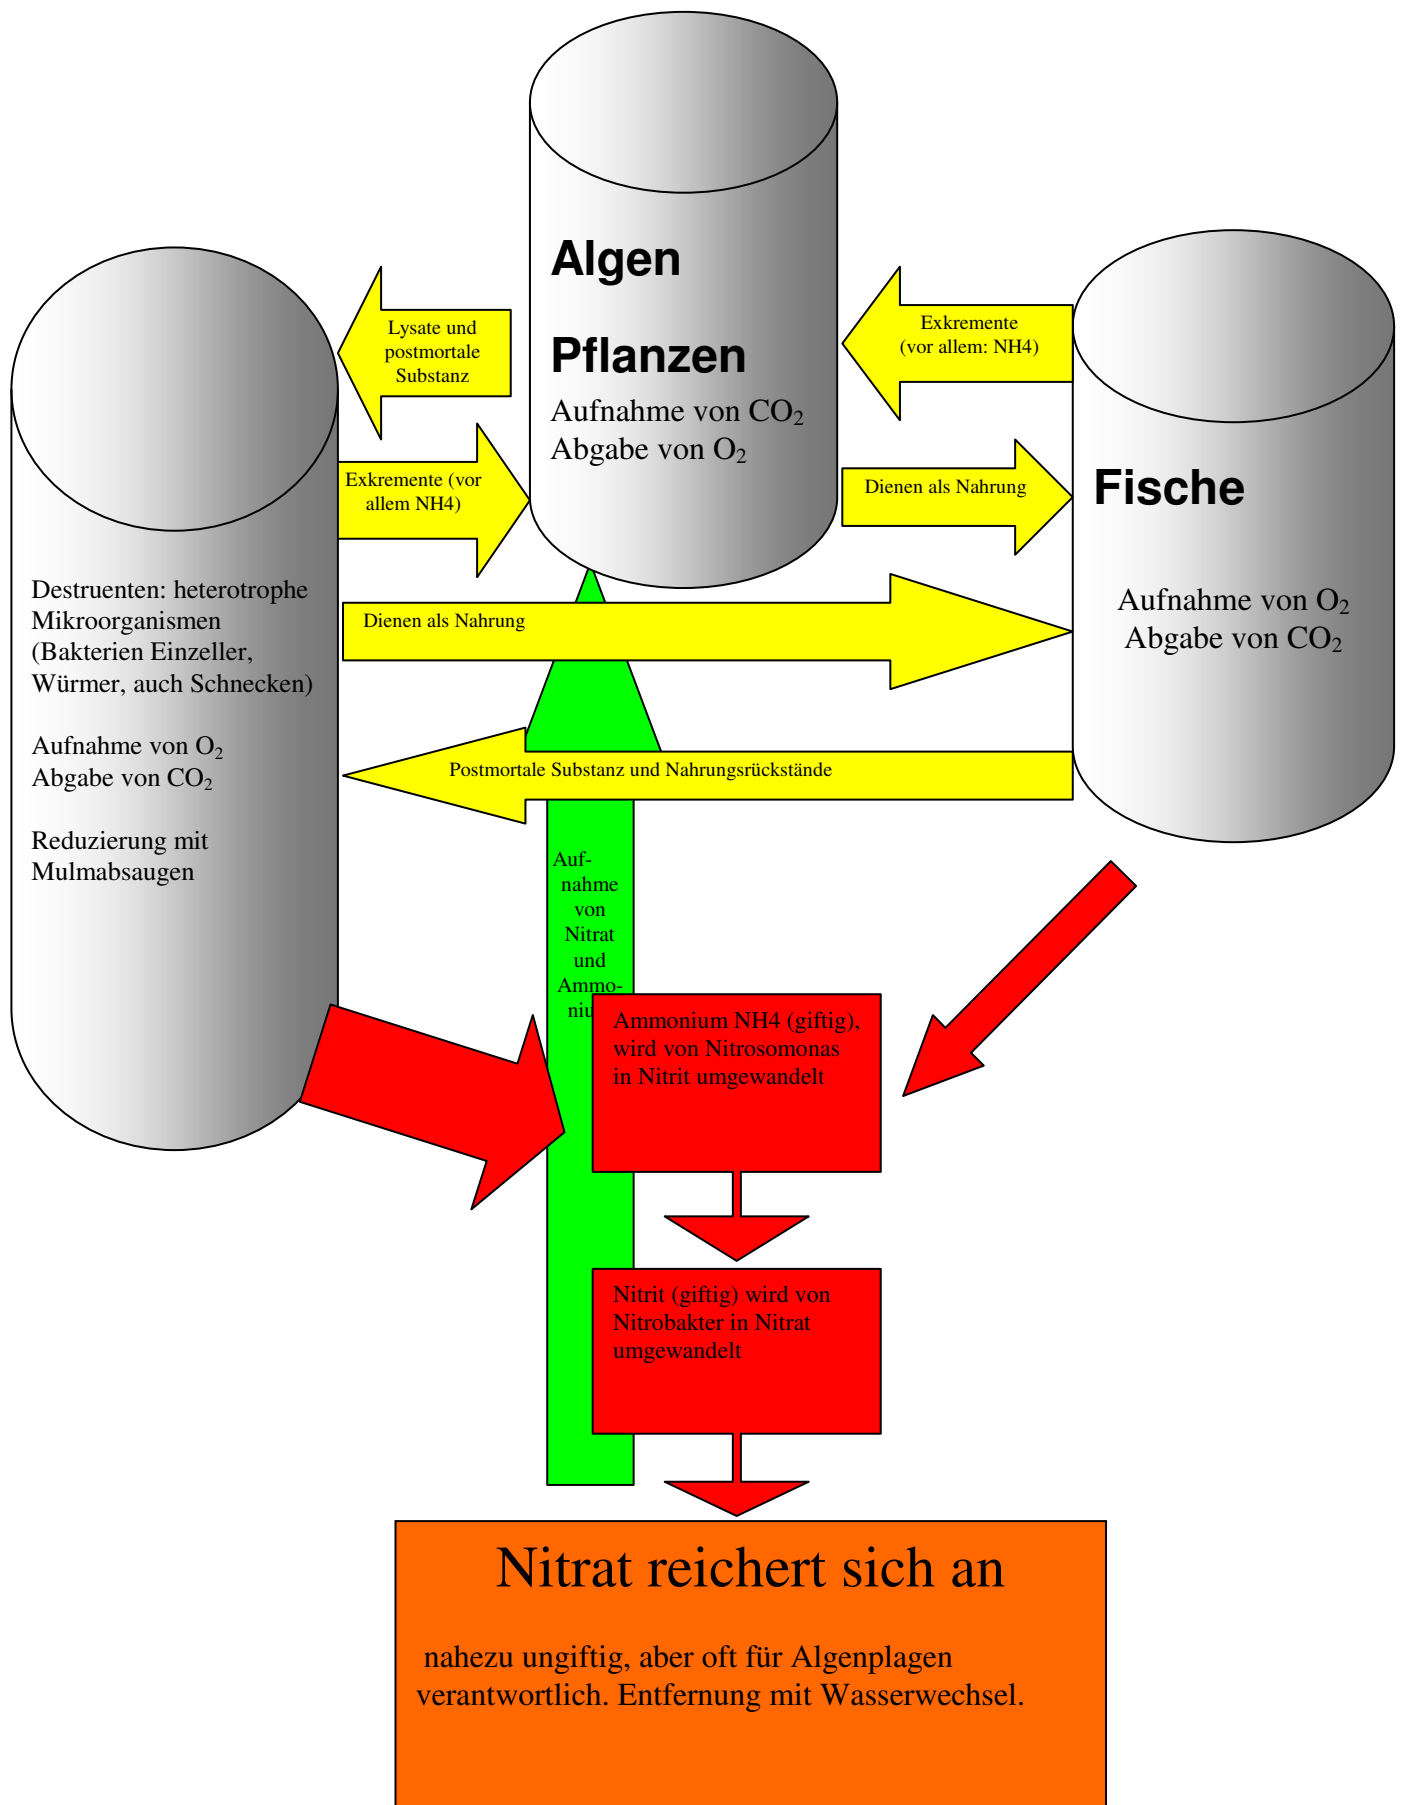 Algen
Pflanzen
Aufnahme von CO₂
Abgabe von O₂
Lysate und
postmortale
Substanz
Exkremente
(vor allem: NH4)
Exkremente (vor
allem NH4)
Dienen als Nahrung
Fische
Aufnahme von O₂
Abgabe von CO₂
Destruenten: heterotrophe
Mikroorganismen
(Bakterien Einzeller,
Würmer, auch Schnecken)
Aufnahme von O₂
Abgabe von CO₂
Reduzierung mit
Mulmabsaugen
Dienen als Nahrung
Postmortale Substanz und Nahrungsrückstände
Auf-
nahme
von
Nitrat
und
Ammo-
niu
Ammonium NH4 (giftig),
wird von Nitrosomonas
in Nitrit umgewandelt
Nitrit (giftig) wird von
Nitrobakter in Nitrat
umgewandelt
Nitrat reichert sich an
nahezu ungiftig, aber oft für Algenplagen
verantwortlich. Entfernung mit Wasserwechsel.